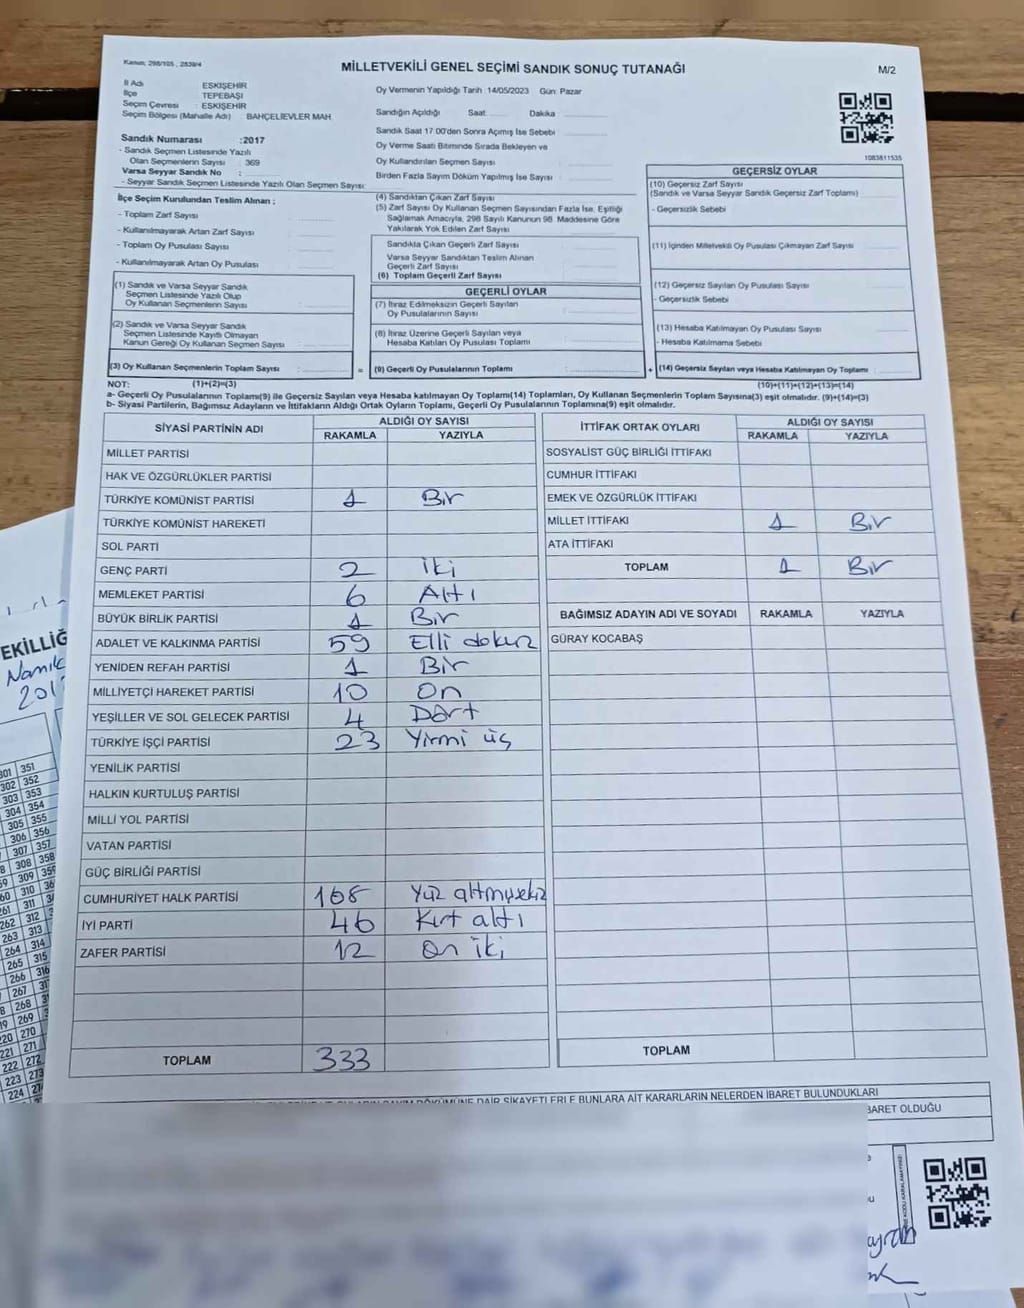 Kanun: 298/105 , 2839/4
MİLLETVEKİLİ GENEL SEÇİMİ SANDIK SONUÇ TUTANAĞI
M/2
İl Adı ESKİŞEHİR
İlçe TEPEBAŞI
Seçim Çevresi : ESKİŞEHİR
Seçim Bölgesi (Mahalle Adı) BAHÇELİEVLER MAH.
Sandık Numarası :2017
- Sandık Seçmen Listesinde Yazılı
Olan Seçmenlerin Sayısı : 369
Varsa Seyyar Sandık No :
- Seyyar Sandık Seçmen Listesinde Yazılı Olan Seçmen Sayısı:
Oy Vermenin Yapıldığı Tarih :14/05/2023 Gün: Pazar
Sandığın Açıldığı Saat Dakika
Sandık Saat 17:00'den Sonra Açılmış İse Sebebi
Oy Verme Saati Bitiminde Sırada Bekleyen ve
Oy Kullandırılan Seçmen Sayısı
Birden Fazla Sayım Döküm Yapılmış İse Sayısı :
1083811535
İlçe Seçim Kurulundan Teslim Alınan ;
- Toplam Zarf Sayısı
- Kullanılmayarak Artan Zarf Sayısı :
- Toplam Oy Pusulası Sayısı
- Kullanılmayarak Artan Oy Pusulası
(1) Sandık ve Varsa Seyyar Sandık
Seçmen Listesinde Yazılı Olup
Oy Kullanan Seçmenlerin Sayısı :
(2) Sandık ve Varsa Seyyar Sandık
Seçmen Listesinde Kayıtlı Olmayan
Kanun Gereği Oy Kullanan Seçmen Sayısı :
(3) Oy Kullanan Seçmenlerin Toplam Sayısı :
(4) Sandıktan Çıkan Zarf Sayısı
(5) Zarf Sayısı Oy Kullanan Seçmen Sayısından Fazla İse, Eşitliği
Sağlamak Amacıyla, 298 Sayılı Kanunun 98. Maddesine Göre
Yakılarak Yok Edilen Zarf Sayısı
Sandıkta Çıkan Geçerli Zarf Sayısı
Varsa Seyyar Sandıktan Teslim Alınan
Geçerli Zarf Sayısı
(6) Toplam Geçerli Zarf Sayısı
GEÇERLİ OYLAR
(7) İtiraz Edilmeksizin Geçerli Sayılan
Oy Pusulalarının Sayısı
(8) İtiraz Üzerine Geçerli Sayılan veya
Hesaba Katılan Oy Pusulası Toplamı
= (9) Geçerli Oy Pusulalarının Toplamı
GEÇERSİZ OYLAR
(10) Geçersiz Zarf Sayısı
(Sandık ve Varsa Seyyar Sandık Geçersiz Zarf Toplamı)
- Geçersizlik Sebebi
(11) İçinden Milletvekili Oy Pusulası Çıkmayan Zarf Sayısı
(12) Geçersiz Sayılan Oy Pusulası Sayısı
- Geçersizlik Sebebi
(13) Hesaba Katılmayan Oy Pusulası Sayısı
- Hesaba Katılmama Sebebi
+ (14) Geçersiz Sayılan veya Hesaba Katılmayan Oy Toplamı
NOT: (1)+(2)=(3) (10)+(11)+(12)+(13)=(14)
a- Geçerli Oy Pusulalarının Toplamı(9) ile Geçersiz Sayılan veya Hesaba katılmayan Oy Toplamı(14) Toplamları, Oy Kullanan Seçmenlerin Toplam Sayısına(3) eşit olmalıdır. (9)+(14)=(3)
b- Siyasi Partilerin, Bağımsız Adayların ve İttifakların Aldığı Ortak Oyların Toplamı, Geçerli Oy Pusulalarının Toplamına(9) eşit olmalıdır.
SİYASİ PARTİNİN ADI ALDIĞI OY SAYISI
RAKAMLA YAZIYLA
MİLLET PARTİSİ
HAK VE ÖZGÜRLÜKLER PARTİSİ
TÜRKİYE KOMÜNİST PARTİSİ 1 Bir
TÜRKİYE KOMÜNİST HAREKETİ
SOL PARTİ
GENÇ PARTİ 2 iki
MEMLEKET PARTİSİ 6 Altı
BÜYÜK BİRLİK PARTİSİ 1 Bir
ADALET VE KALKINMA PARTİSİ 59 Elli dokuz
YENİDEN REFAH PARTİSİ 1 Bir
MİLLİYETÇİ HAREKET PARTİSİ 10 On
YEŞİLLER VE SOL GELECEK PARTİSİ 4 Dört
TÜRKİYE İŞÇİ PARTİSİ 23 Yirmi üç
YENİLİK PARTİSİ
HALKIN KURTULUŞ PARTİSİ
MİLLİ YOL PARTİSİ
VATAN PARTİSİ
GÜÇ BİRLİĞİ PARTİSİ
CUMHURİYET HALK PARTİSİ 168 Yüz altmışsekiz
İYİ PARTİ 46 Kırk altı
ZAFER PARTİSİ 12 On iki
TOPLAM 333
İTTİFAK ORTAK OYLARI ALDIĞI OY SAYISI
RAKAMLA YAZIYLA
SOSYALİST GÜÇ BİRLİĞİ İTTİFAKI
CUMHUR İTTİFAKI
EMEK VE ÖZGÜRLÜK İTTİFAKI
MİLLET İTTİFAKI 1 Bir
ATA İTTİFAKI
TOPLAM 1 Bir
BAĞIMSIZ ADAYIN ADI VE SOYADI RAKAMLA YAZIYLA
GÜRAY KOCABAŞ
TOPLAM
DAİR ŞİKAYETLERLE BUNLARA AİT KARARLARIN NELERDEN İBARET BULUNDUKLARI
BARET OLDUĞU
EKİLLİĞ
Namık
201
301 351
302 352
303 353
304 354
305 355
306 356
307 357
308 358
309 359
310 36
311
262 312
263 313
264 314
265 315
266 316
267
268
269
270
221 271
222 272
223 273
224